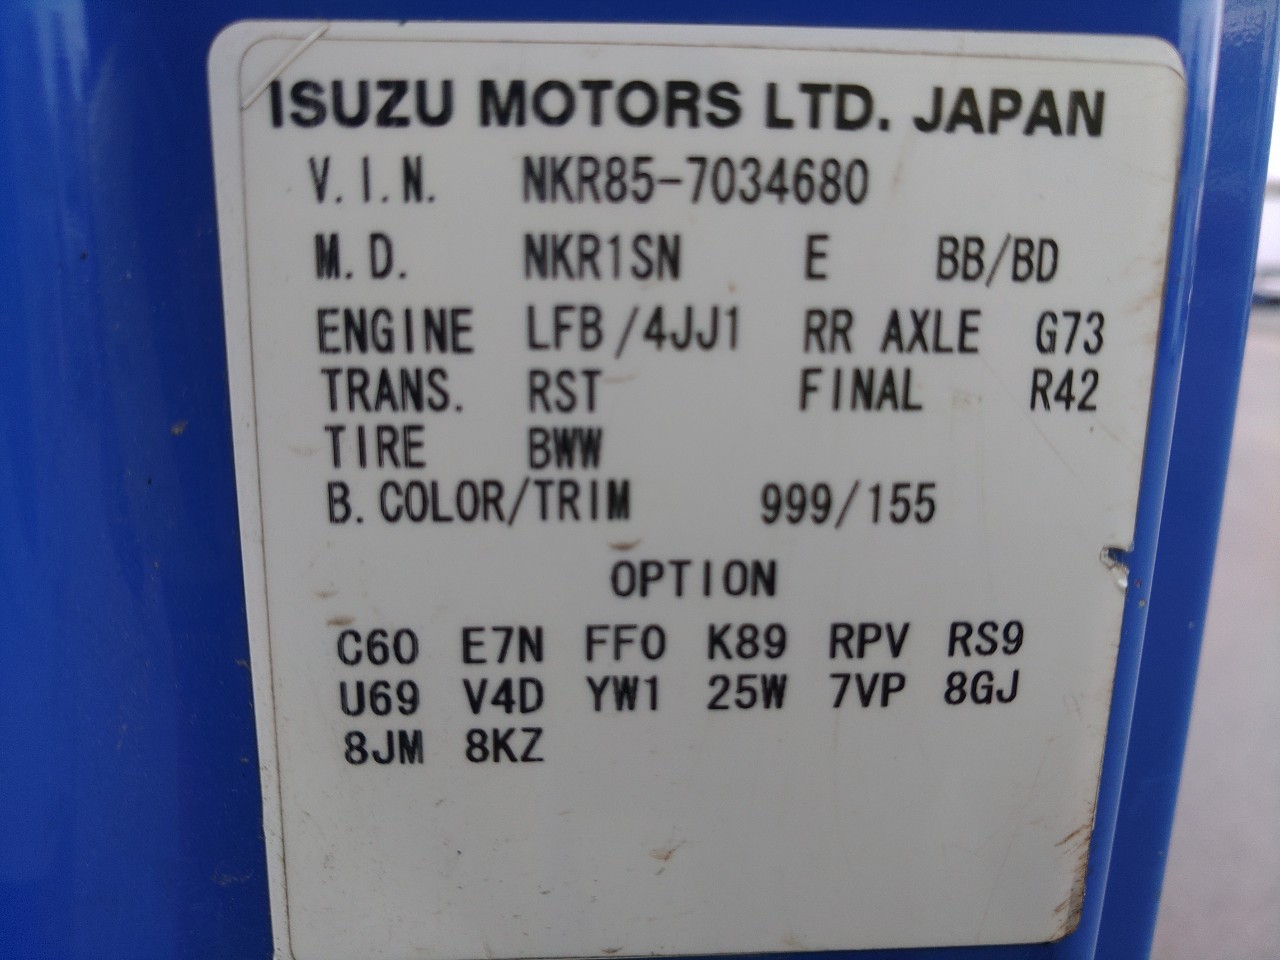 ISUZU MOTORS LTD. JAPAN
V.I.N. NKR85-7034680
M.D. NKR1SN E BB/BD
ENGINE LFB/4JJ1 RR AXLE G73
TRANS. RST FINAL R42
TIRE BWW
B.COLOR/TRIM 999/155
OPTION
C60 E7N FF0 K89 RPV RS9
U69 V4D YW1 25W 7VP 8GJ
8JM 8KZ